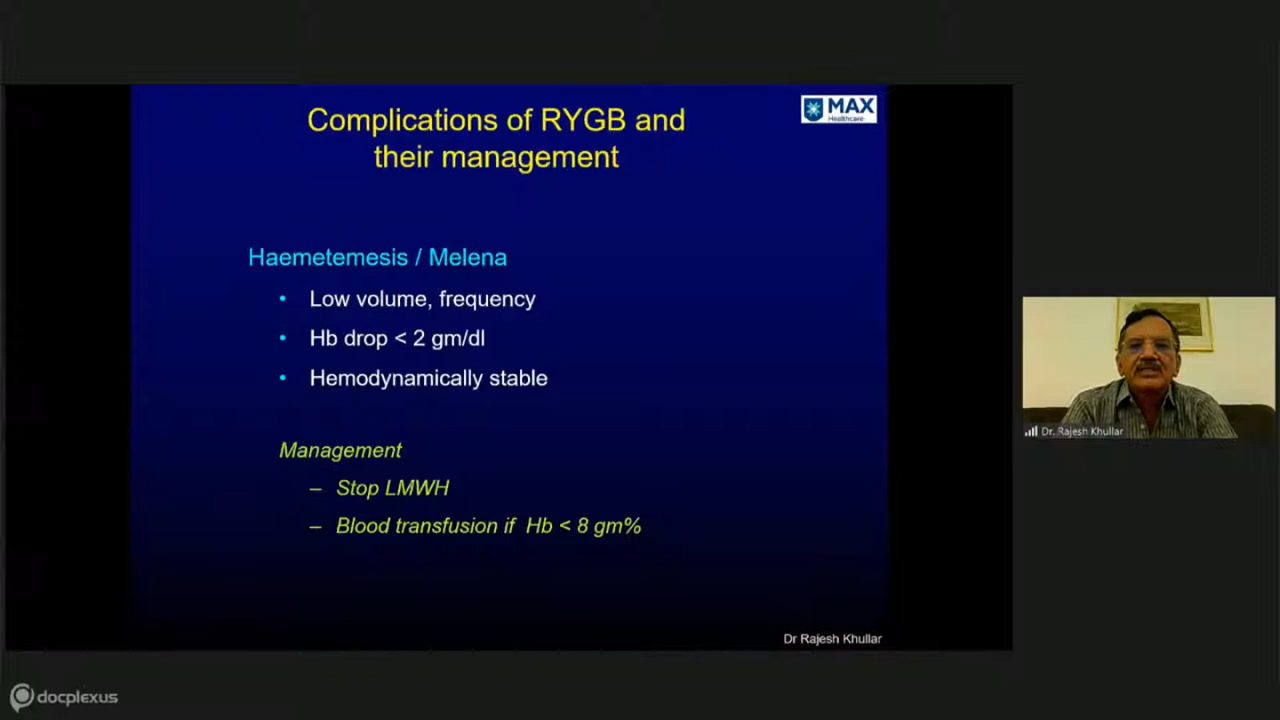 Complications of RYGB and
their management
MAX
Healthcare
Haemetemesis / Melena
• Low volume, frequency
• Hb drop < 2 gm/dl
• Hemodynamically stable
Management
– Stop LMWH
– Blood transfusion if Hb < 8 gm%
Dr Rajesh Khullar
Dr. Rajesh Khullar
docplexus